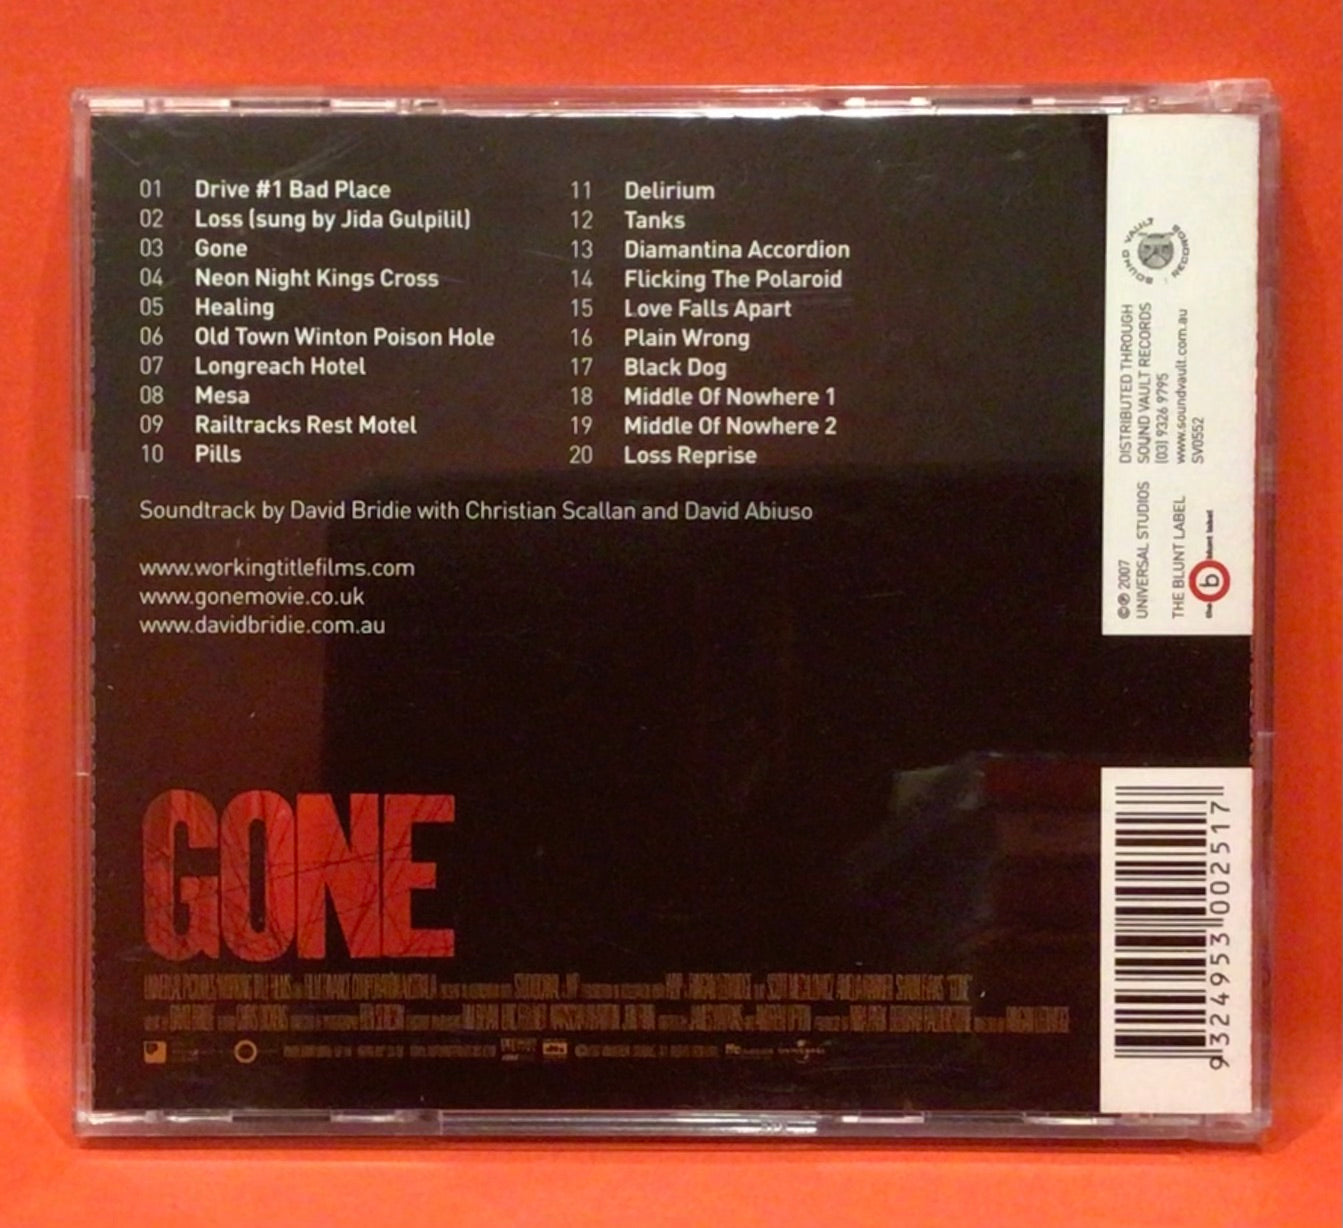 01 Drive #1 Bad Place
02 Loss (sung by Jida Gulpilil)
03 Gone
04 Neon Night Kings Cross
05 Healing
06 Old Town Winton Poison Hole
07 Longreach Hotel
08 Mesa
09 Railtracks Rest Motel
10 Pills
11 Delirium
12 Tanks
13 Diamantina Accordion
14 Flicking The Polaroid
15 Love Falls Apart
16 Plain Wrong
17 Black Dog
18 Middle Of Nowhere 1
19 Middle Of Nowhere 2
20 Loss Reprise
Soundtrack by David Bridie with Christian Scallan and David Abiuso
www.workingtitlefilms.com
www.gonemovie.co.uk
www.davidbridie.com.au
GONE
SOUND VAULT RECORDS
DISTRIBUTED THROUGH
SOUND VAULT RECORDS
(03) 9326 9795
www.soundvault.com.au
SV0552
©℗ 2007
UNIVERSAL STUDIOS
THE BLUNT LABEL
the b blunt label
9 324953 002517